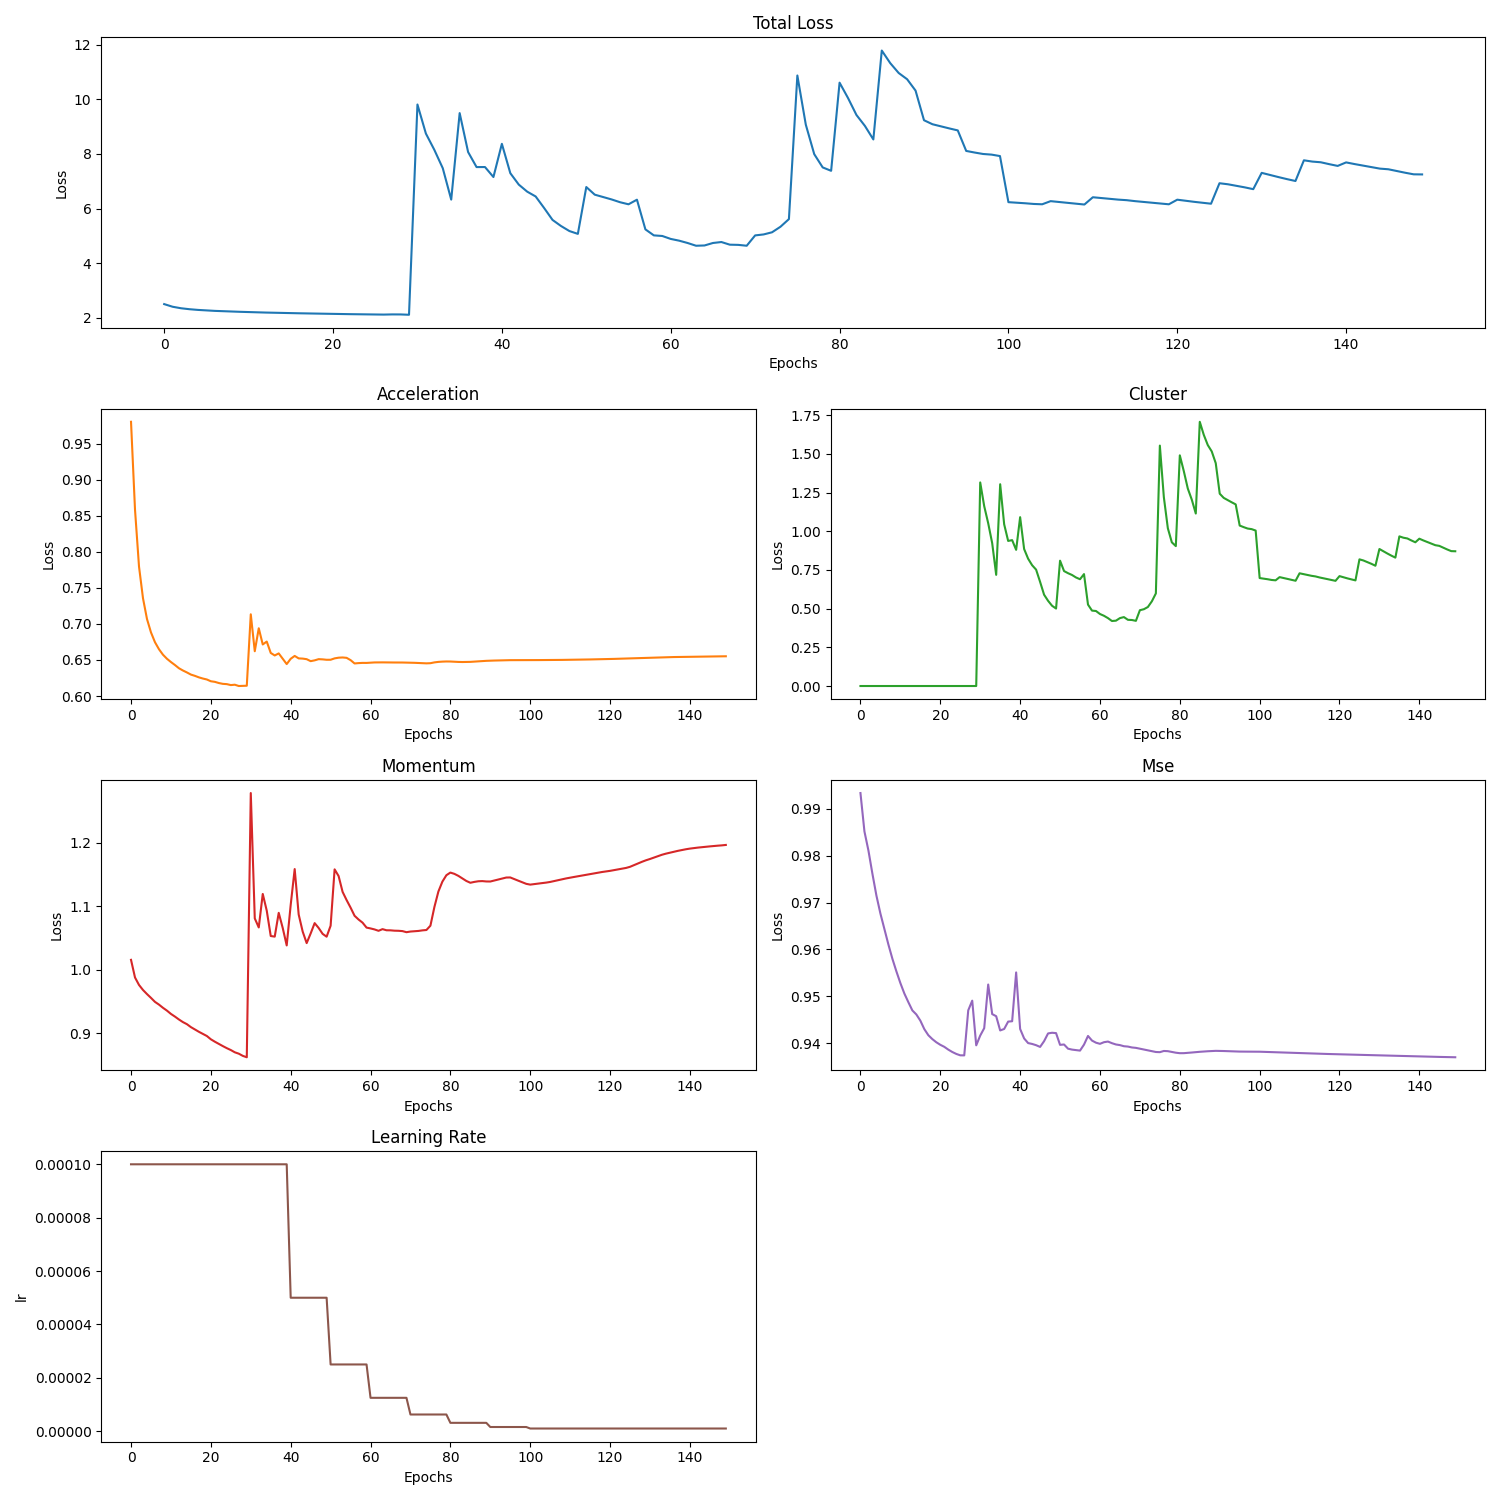 Total Loss
12
10
8
6
4
2
Loss
0 20 40 60 80 100 120 140
Epochs
Acceleration
0.95
0.90
0.85
0.80
0.75
0.70
0.65
0.60
Loss
0 20 40 60 80 100 120 140
Epochs
Cluster
1.75
1.50
1.25
1.00
0.75
0.50
0.25
0.00
Loss
0 20 40 60 80 100 120 140
Epochs
Momentum
1.2
1.1
1.0
0.9
Loss
0 20 40 60 80 100 120 140
Epochs
Mse
0.99
0.98
0.97
0.96
0.95
0.94
Loss
0 20 40 60 80 100 120 140
Epochs
Learning Rate
0.00010
0.00008
0.00006
0.00004
0.00002
0.00000
lr
0 20 40 60 80 100 120 140
Epochs